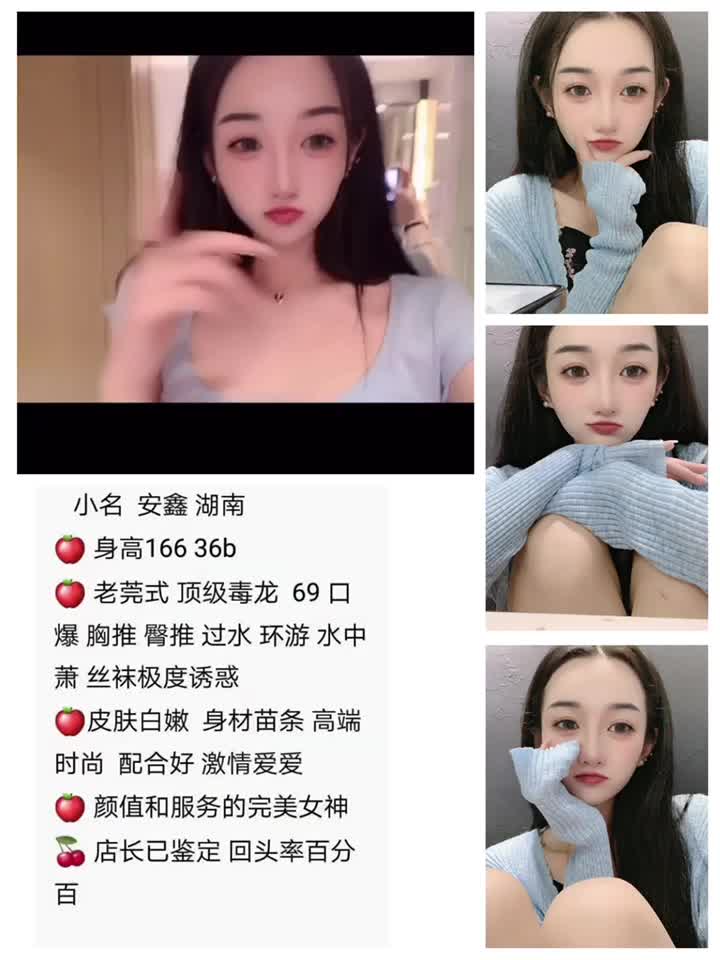 小名 安鑫 湖南
🍎 身高166 36b
🍎 老莞式 顶级毒龙 69 口
爆 胸推 臀推 过水 环游 水中
萧 丝袜极度诱惑
🍎皮肤白嫩 身材苗条 高端
时尚 配合好 激情爱爱
🍎 颜值和服务的完美女神
🍒 店长已鉴定 回头率百分
百